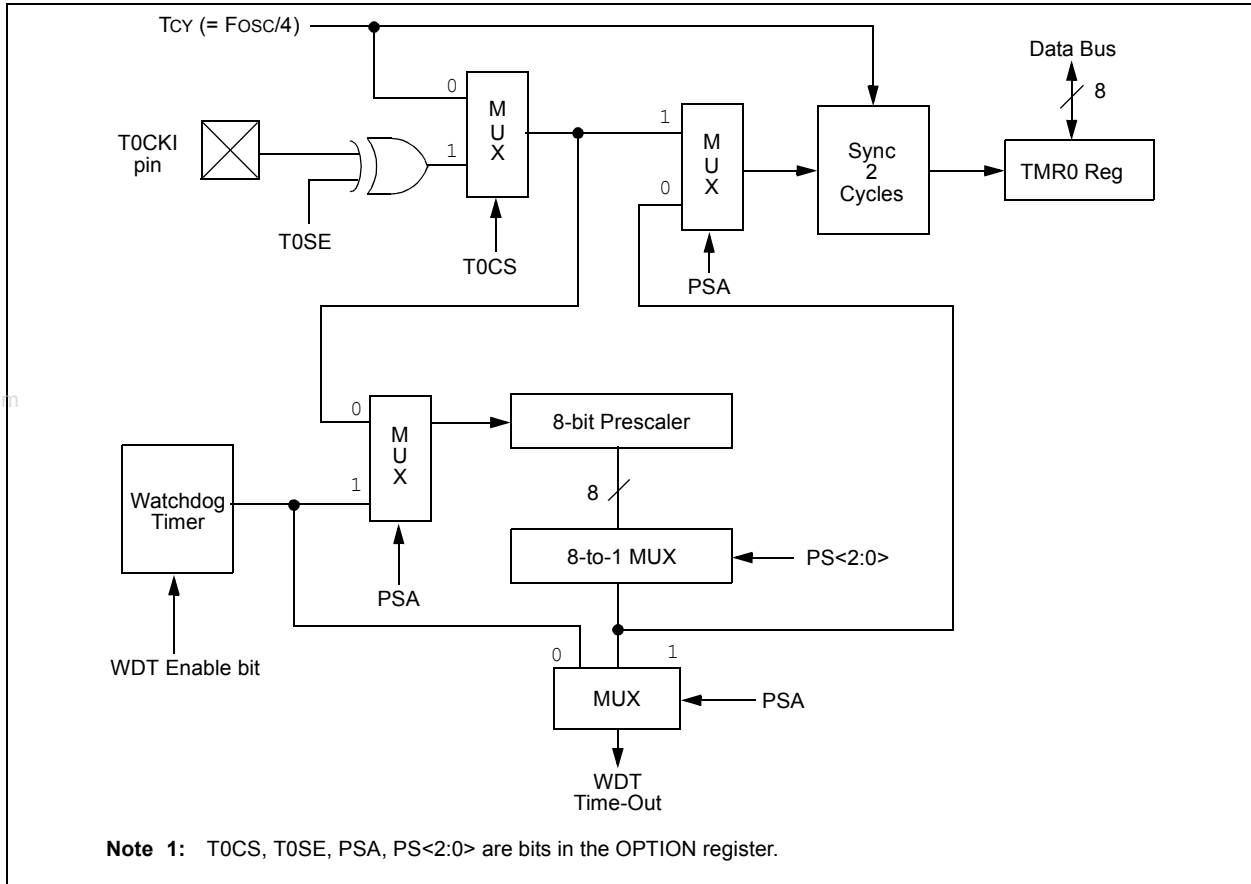 TCY (= FOSC/4)
Data Bus
8
0
M
U
X
1
T0CKI
pin
T0SE
T0CS
1
M
U
X
0
PSA
Sync
2
Cycles
TMR0 Reg
om
0
M
U
X
1
8-bit Prescaler
Watchdog
Timer
8
8-to-1 MUX
PS<2:0>
PSA
WDT Enable bit
0
1
MUX
PSA
WDT
Time-Out
Note 1: T0CS, T0SE, PSA, PS<2:0> are bits in the OPTION register.